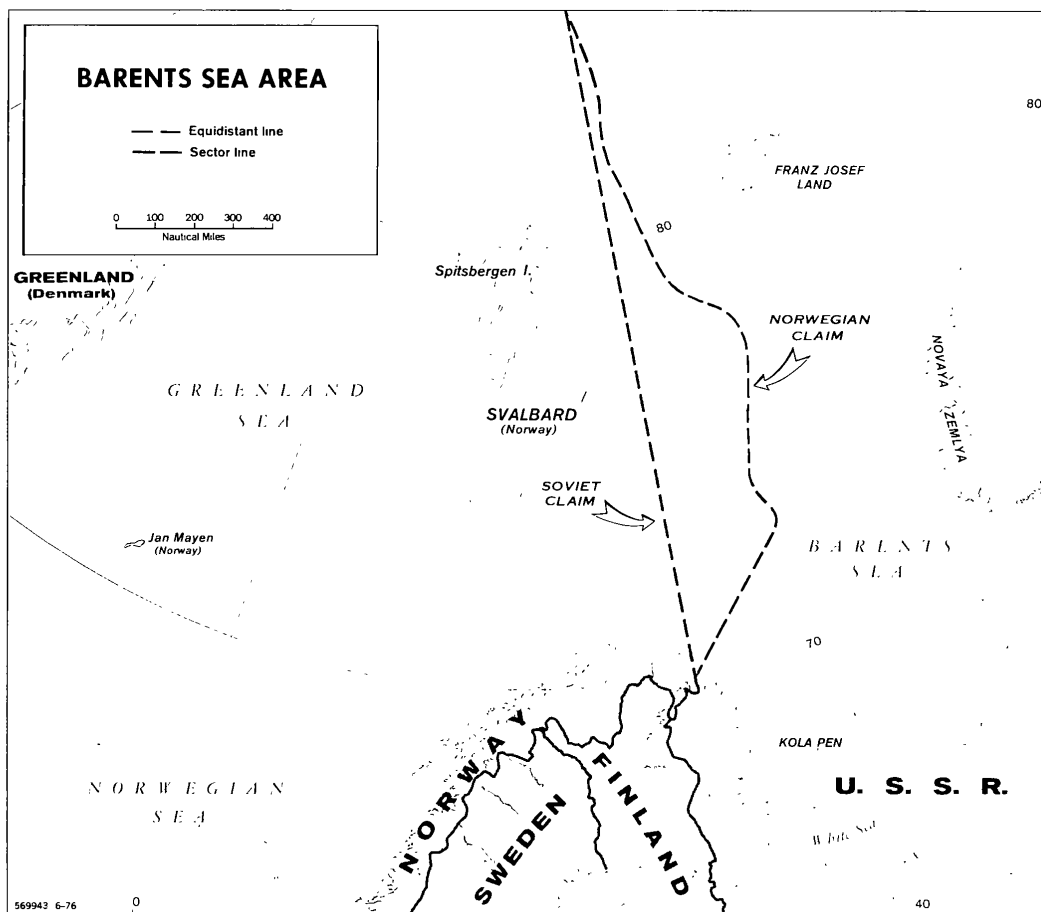 BARENTS SEA AREA
Equidistant line
Sector line
0 100 200 300 400
Nautical Miles
80
FRANZ JOSEF
LAND
80
GREENLAND
(Denmark)
Spitsbergen I.
NORWEGIAN
CLAIM
NOVAYA
ZEMLYA
GREENLAND
SEA
SVALBARD
(Norway)
SOVIET
CLAIM
Jan Mayen
(Norway)
BARENTS
SEA
70
NORWAY
KOLA PEN
FINLAND
U. S. S. R.
NORWEGIAN
SEA
SWEDEN
White Sea
569943 6-76
0
40